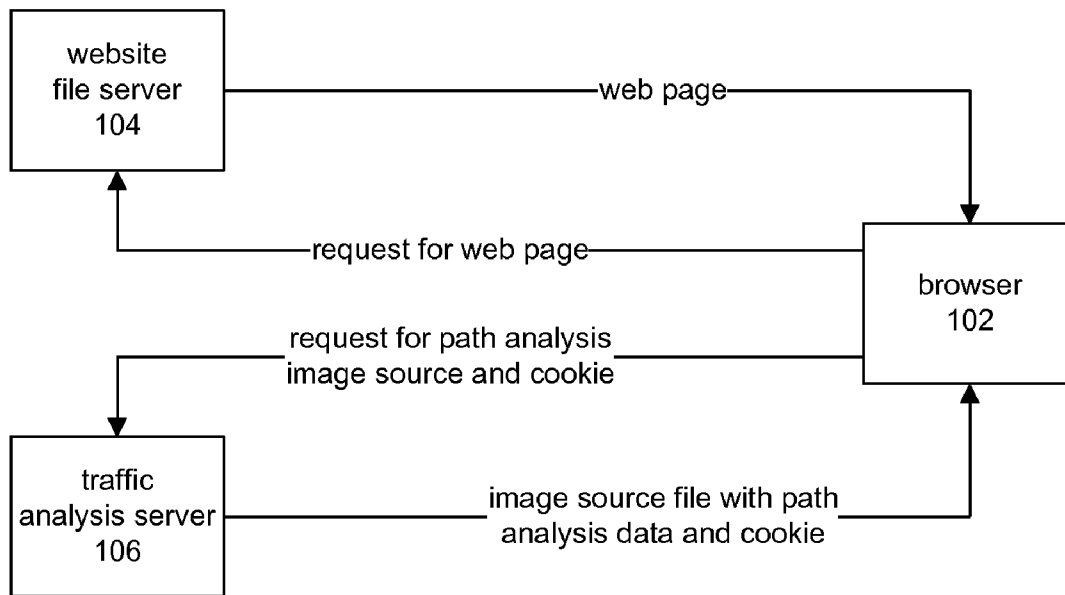 website
file server
104
web page
request for web page
browser
102
request for path analysis
image source and cookie
traffic
analysis server
106
image source file with path
analysis data and cookie